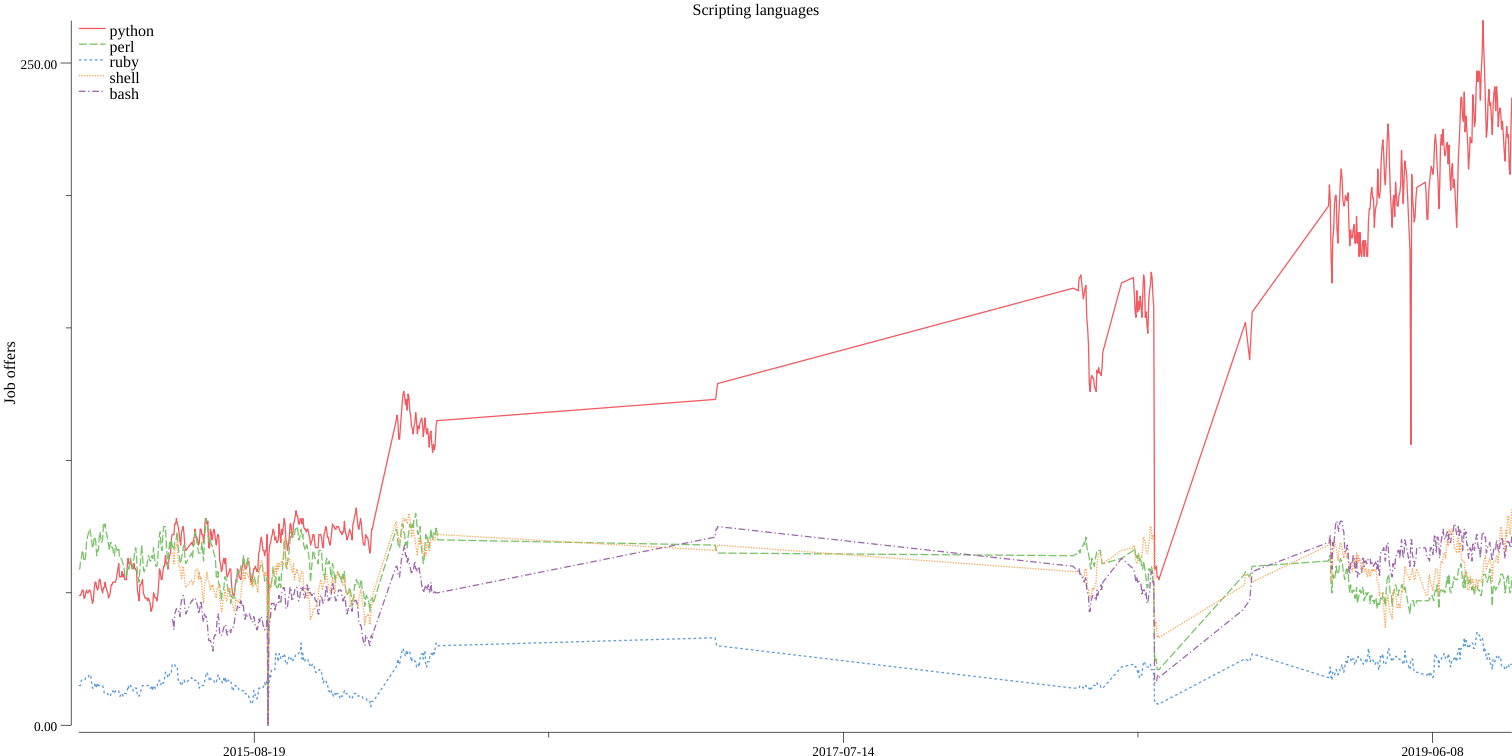 Scripting languages
python
perl
ruby
shell
bash
250.00
Job offers
0.00
2015-08-19
2017-07-14
2019-06-08